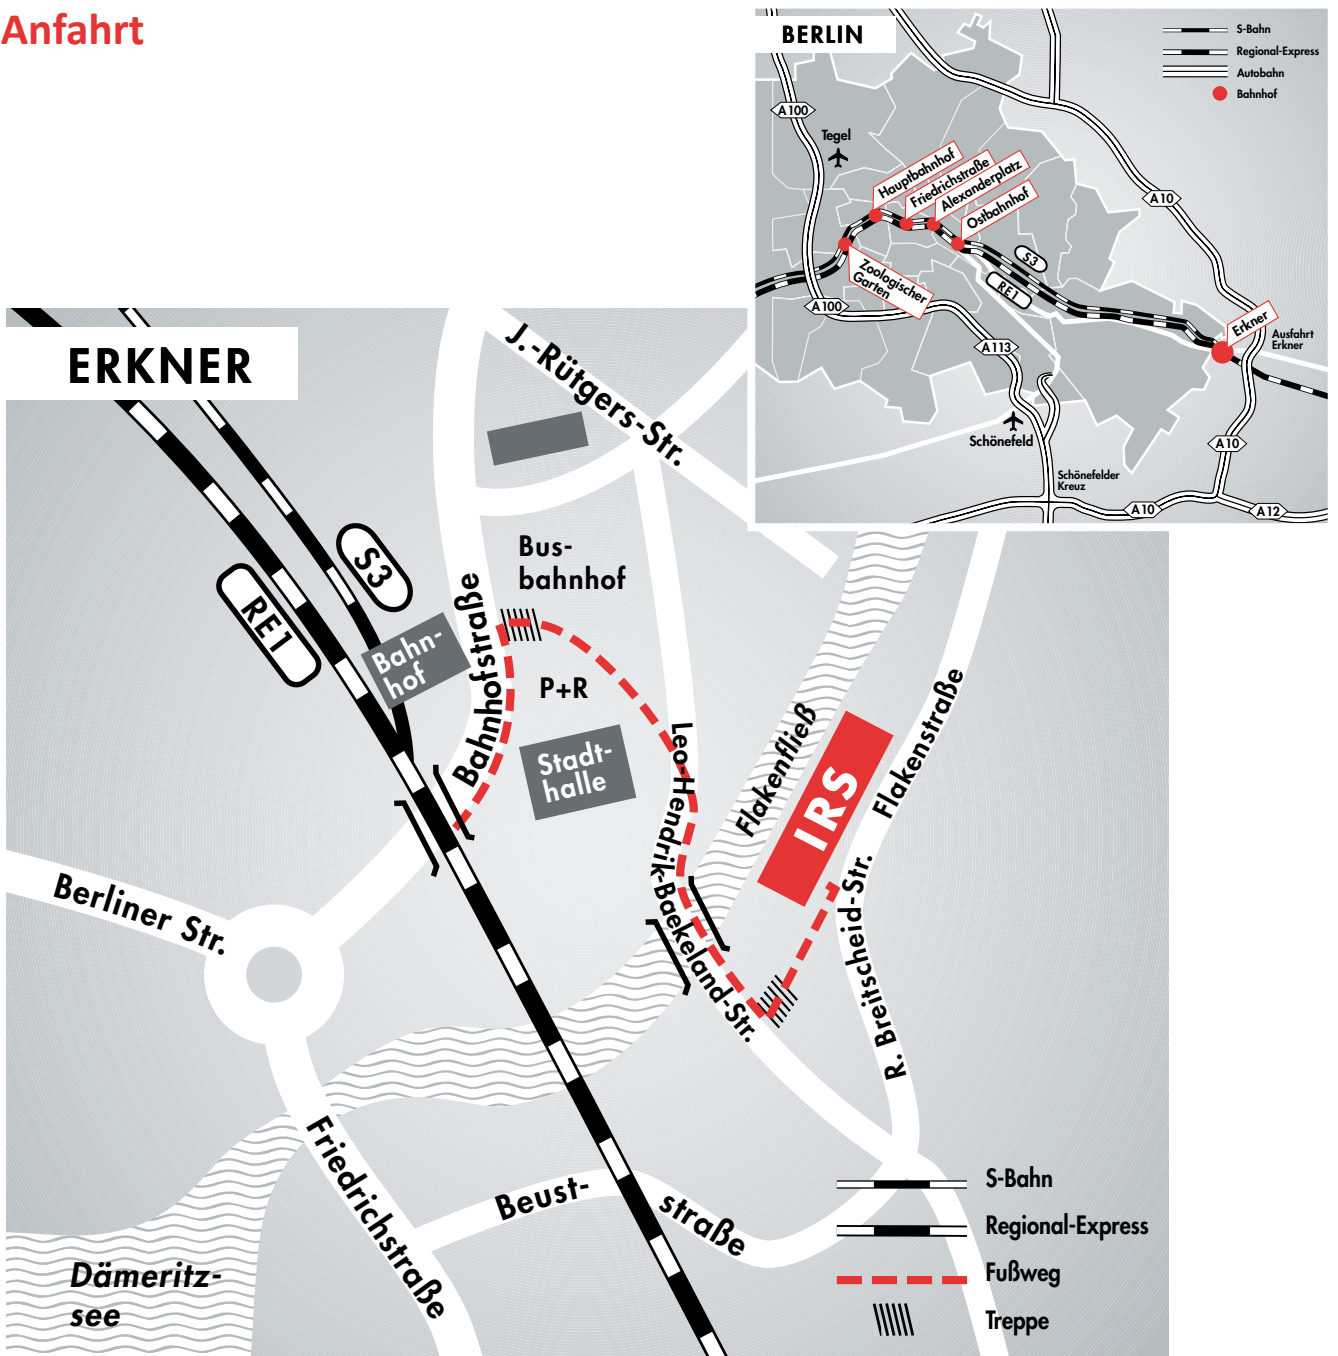 Anfahrt
BERLIN
S-Bahn
Regional-Express
Autobahn
Bahnhof
A100
Tegel
Hauptbahnhof
Friedrichstraße
Alexanderplatz
Ostbahnhof
A10
Zoologischer
Garten
S3
RE1
A100
A113
Erkner
Ausfahrt
Erkner
Schönefeld
A10
Schönefelder
Kreuz
A10
A12
ERKNER
J.-Rütgers-Str.
S3
RE1
Bus-
bahnhof
Bahn-
hof
Bahnhofstraße
P+R
Stadt-
halle
Leo-Hendrik-Baekeland-Str.
Flakenfließ
IRS
Flakenstraße
R. Breitscheid-Str.
Berliner Str.
Friedrichstraße
Beust-
straße
Dämeritz-
see
S-Bahn
Regional-Express
Fußweg
Treppe